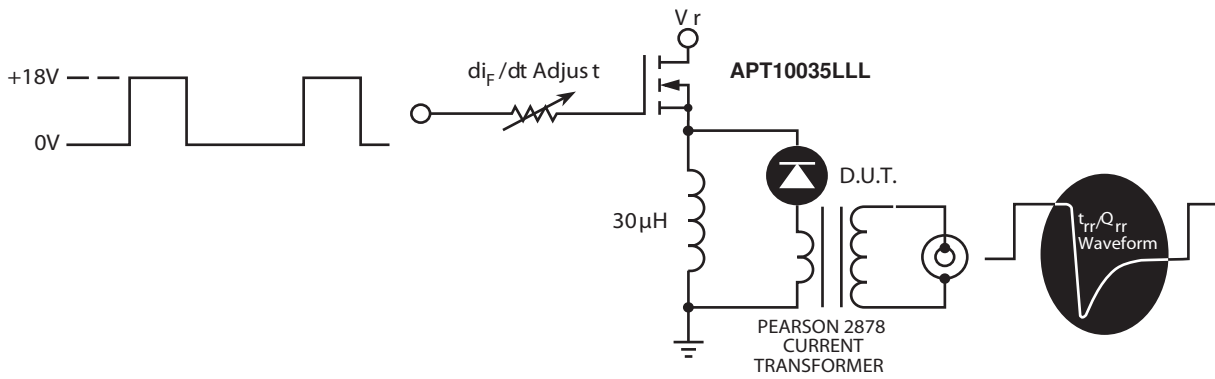 V r
+18V
di_F/dt Adjus t
APT10035LLL
0V
D.U.T.
30µH
t_rr/Q_rr
Waveform
PEARSON 2878
CURRENT
TRANSFORMER